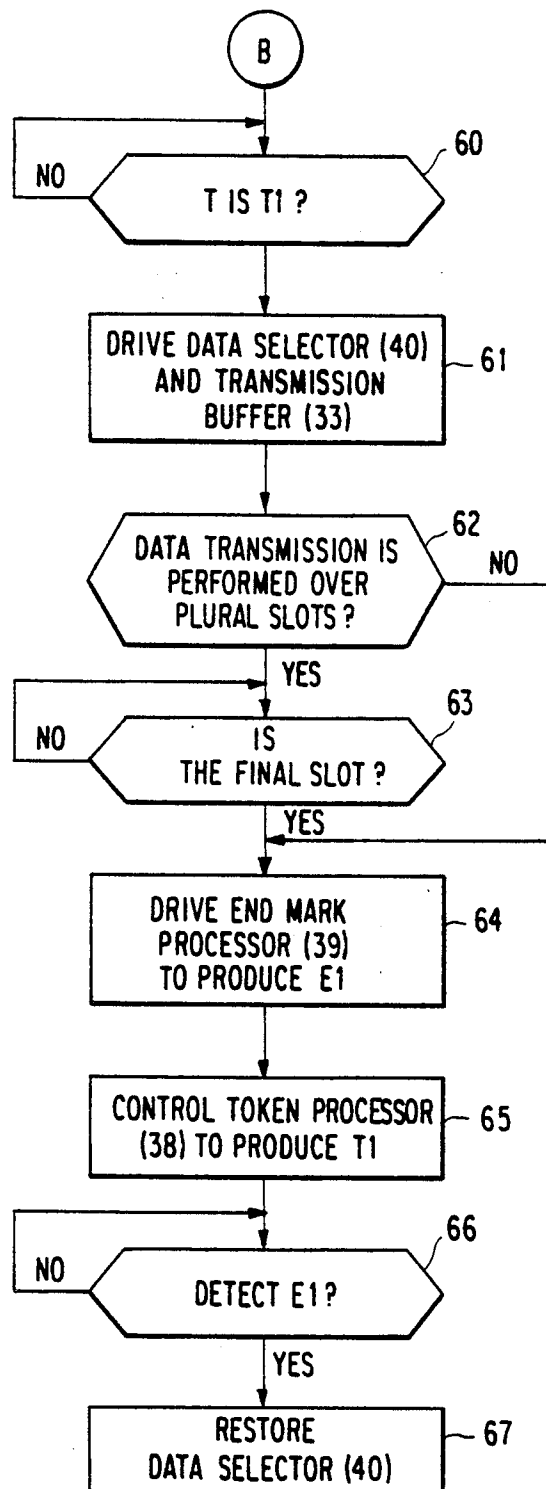 B
60
NO
T IS T1 ?
DRIVE DATA SELECTOR (40)
AND TRANSMISSION
BUFFER (33)
61
62
DATA TRANSMISSION IS
PERFORMED OVER
PLURAL SLOTS ?
NO
YES
63
NO
IS
THE FINAL SLOT ?
YES
DRIVE END MARK
PROCESSOR (39)
TO PRODUCE E1
64
CONTROL TOKEN PROCESSOR
(38) TO PRODUCE T1
65
66
NO
DETECT E1 ?
YES
RESTORE
DATA SELECTOR (40)
67